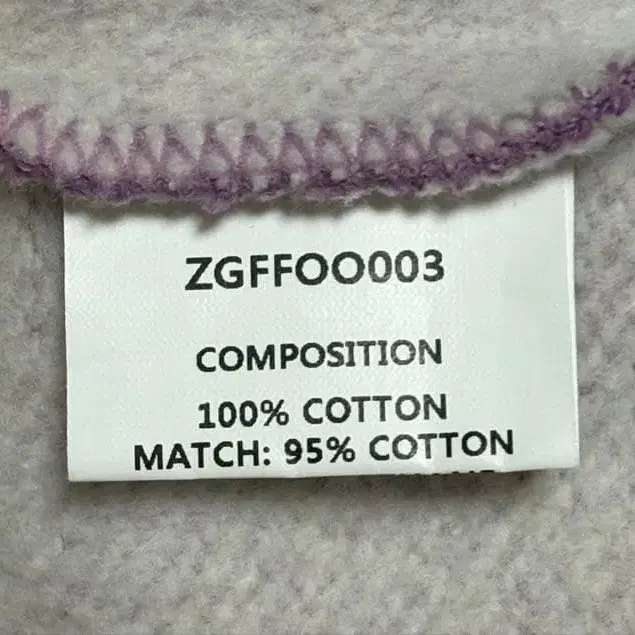 ZGFFOO003
COMPOSITION
100% COTTON
MATCH: 95% COTTON